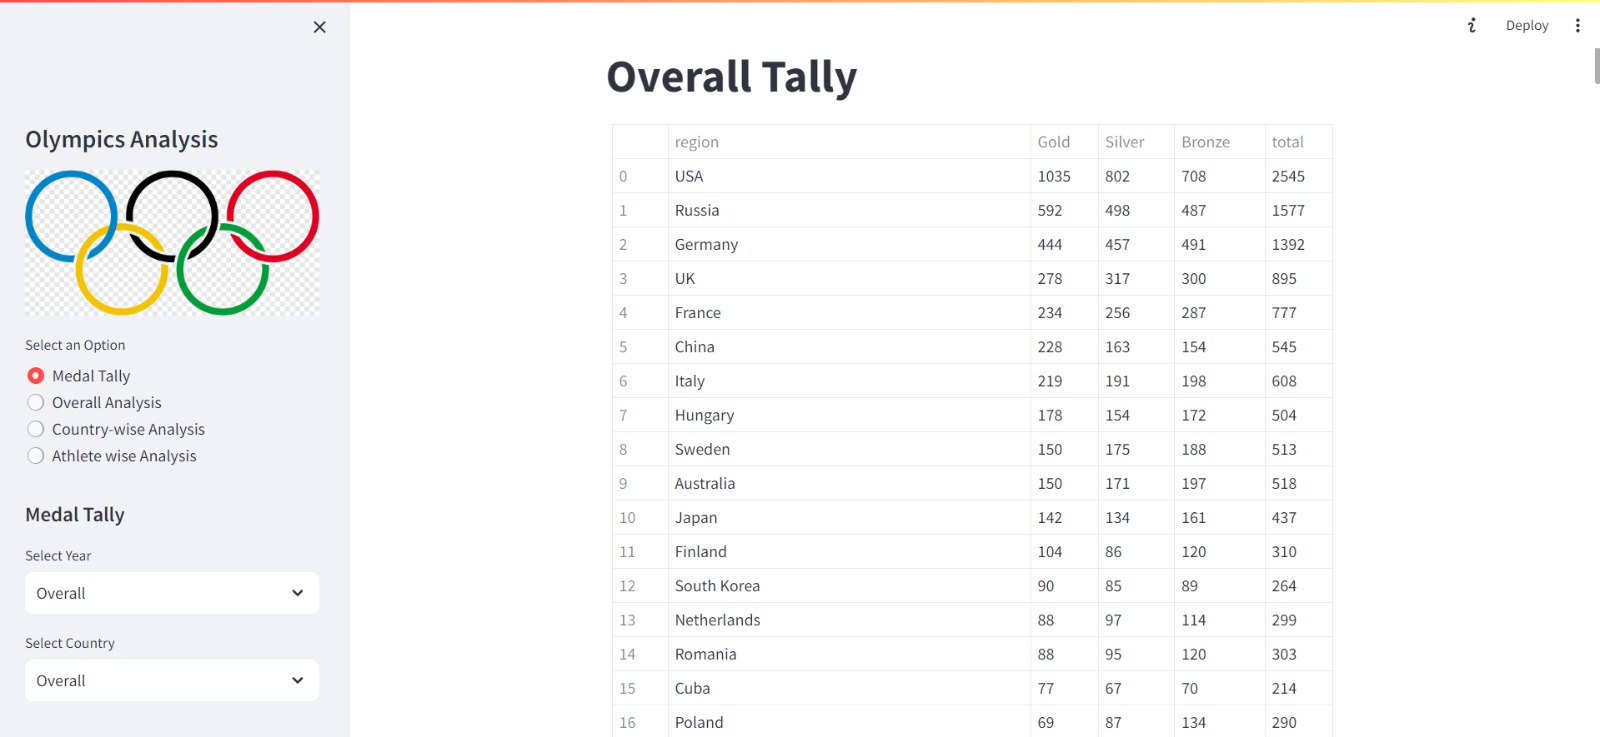 Deploy
Olympics Analysis
Select an Option
Medal Tally
Overall Analysis
Country-wise Analysis
Athlete wise Analysis
Medal Tally
Select Year
Overall
Select Country
Overall
Overall Tally
region Gold Silver Bronze total
0 USA 1035 802 708 2545
1 Russia 592 498 487 1577
2 Germany 444 457 491 1392
3 UK 278 317 300 895
4 France 234 256 287 777
5 China 228 163 154 545
6 Italy 219 191 198 608
7 Hungary 178 154 172 504
8 Sweden 150 175 188 513
9 Australia 150 171 197 518
10 Japan 142 134 161 437
11 Finland 104 86 120 310
12 South Korea 90 85 89 264
13 Netherlands 88 97 114 299
14 Romania 88 95 120 303
15 Cuba 77 67 70 214
16 Poland 69 87 134 290